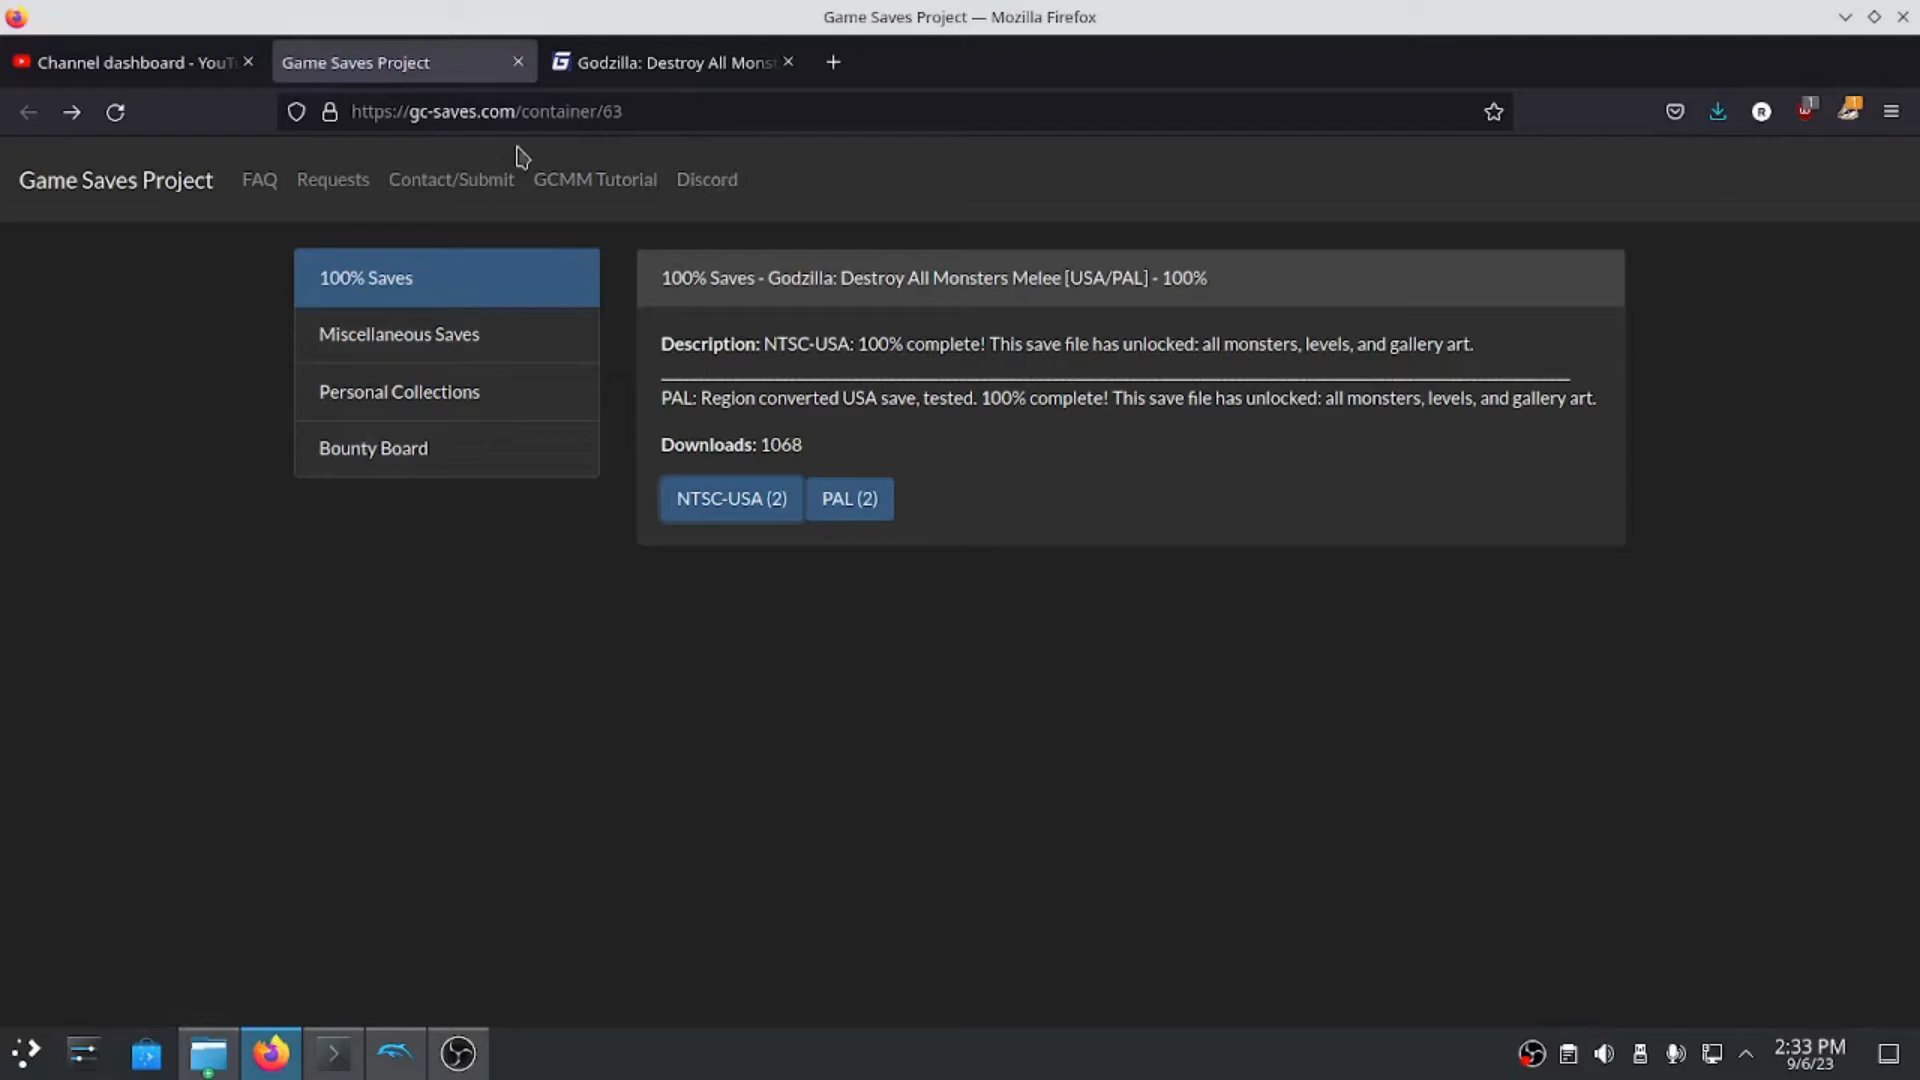 Game Saves Project — Mozilla Firefox
Channel dashboard - YouT
Game Saves Project
Godzilla: Destroy All Monst
https://gc-saves.com/container/63
R
1
1
Game Saves Project
FAQ
Requests
Contact/Submit
GCMM Tutorial
Discord
100% Saves
Miscellaneous Saves
Personal Collections
Bounty Board
100% Saves - Godzilla: Destroy All Monsters Melee [USA/PAL] - 100%
Description: NTSC-USA: 100% complete! This save file has unlocked: all monsters, levels, and gallery art.
PAL: Region converted USA save, tested. 100% complete! This save file has unlocked: all monsters, levels, and gallery art.
Downloads: 1068
NTSC-USA (2)
PAL (2)
2:33 PM
9/6/23